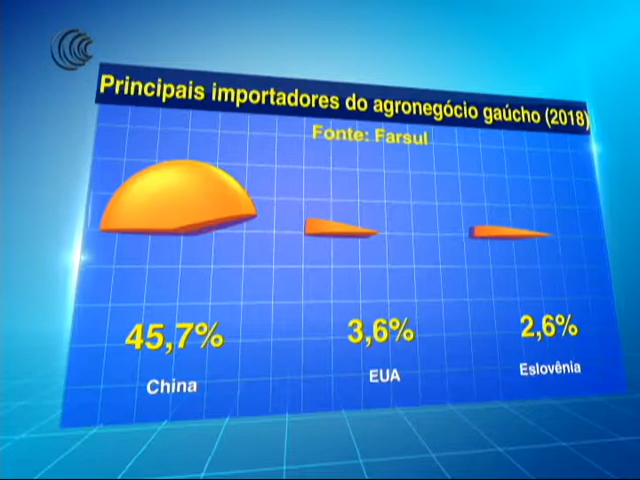 Principais importadores do agronegócio gaúcho (2018)
Fonte: Farsul
45,7% 3,6% 2,6%
China EUA Eslovênia